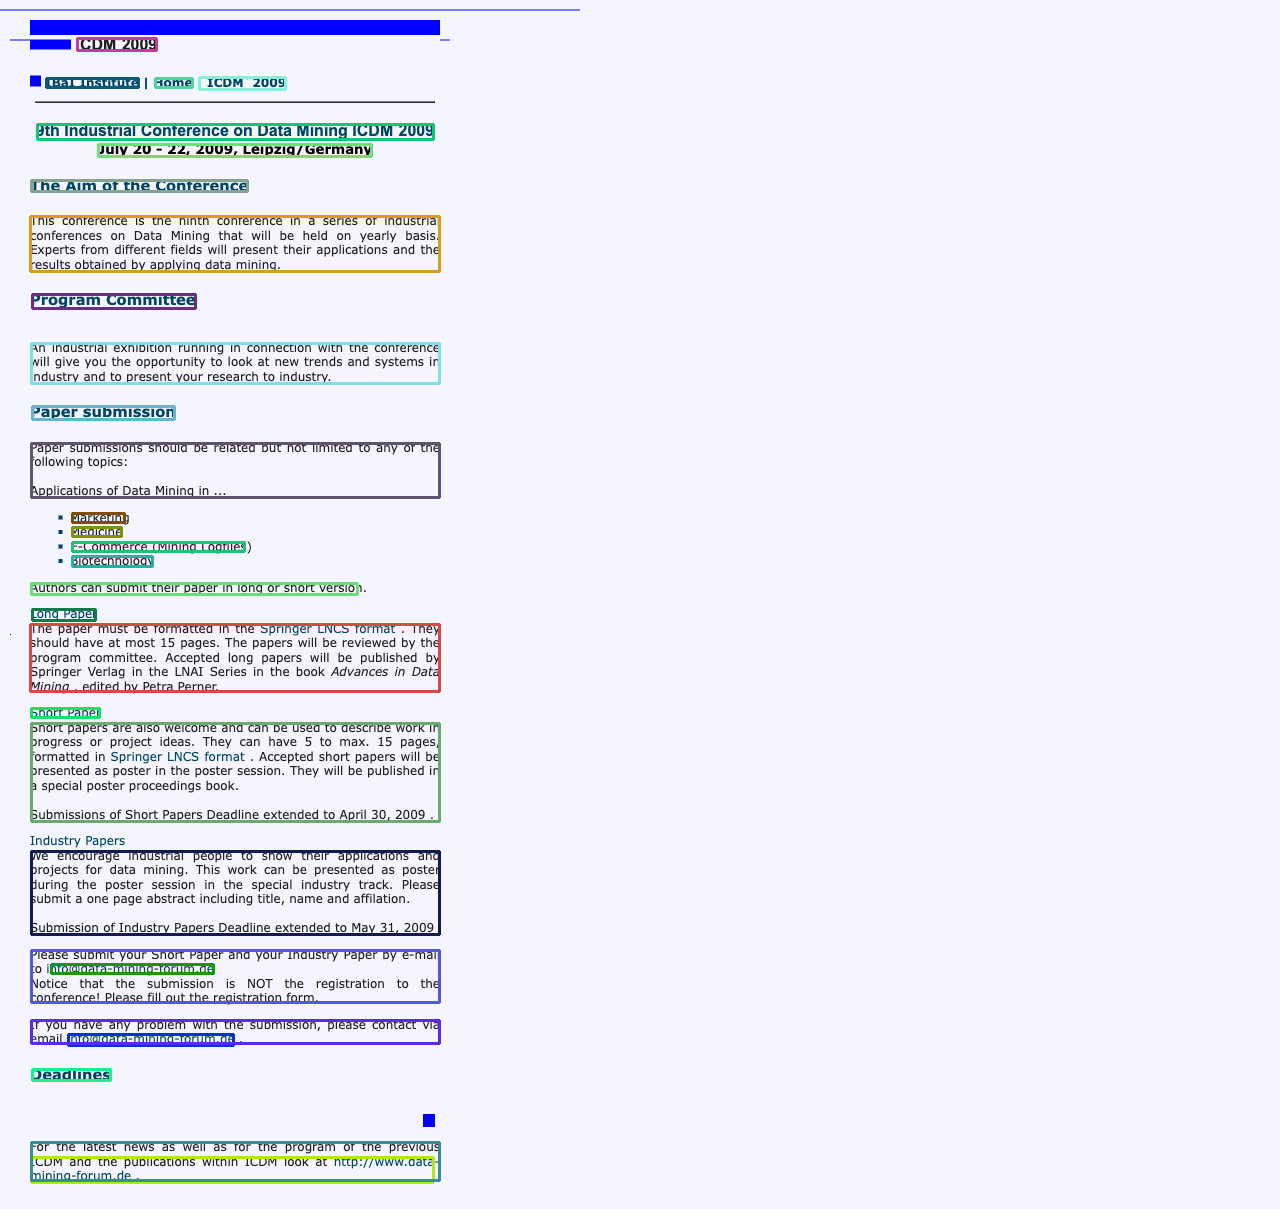 ICDM 2009
IBaI Institute | Home ICDM 2009
9th Industrial Conference on Data Mining ICDM 2009
July 20 - 22, 2009, Leipzig/Germany
The Aim of the Conference
This conference is the ninth conference in a series of industrial
conferences on Data Mining that will be held on yearly basis.
Experts from different fields will present their applications and the
results obtained by applying data mining.
Program Committee
An industrial exhibition running in connection with the conference
will give you the opportunity to look at new trends and systems in
industry and to present your research to industry.
Paper submission
Paper submissions should be related but not limited to any of the
following topics:
Applications of Data Mining in ...
Marketing
Medicine
E-Commerce (Mining Logfiles)
Biotechnology
Authors can submit their paper in long or short version.
Long Paper
The paper must be formatted in the Springer LNCS format . They
should have at most 15 pages. The papers will be reviewed by the
program committee. Accepted long papers will be published by
Springer Verlag in the LNAI Series in the book Advances in Data
Mining , edited by Petra Perner.
Short Paper
Short papers are also welcome and can be used to describe work in
progress or project ideas. They can have 5 to max. 15 pages,
formatted in Springer LNCS format . Accepted short papers will be
presented as poster in the poster session. They will be published in
a special poster proceedings book.
Submissions of Short Papers Deadline extended to April 30, 2009 .
Industry Papers
We encourage industrial people to show their applications and
projects for data mining. This work can be presented as poster
during the poster session in the special industry track. Please
submit a one page abstract including title, name and affilation.
Submission of Industry Papers Deadline extended to May 31, 2009
Please submit your Short Paper and your Industry Paper by e-mail
to info@data-mining-forum.de
Notice that the submission is NOT the registration to the
conference! Please fill out the registration form.
If you have any problem with the submission, please contact via
email info@data-mining-forum.de .
Deadlines
For the latest news as well as for the program of the previous
ICDM and the publications within ICDM look at http://www.data-
mining-forum.de .